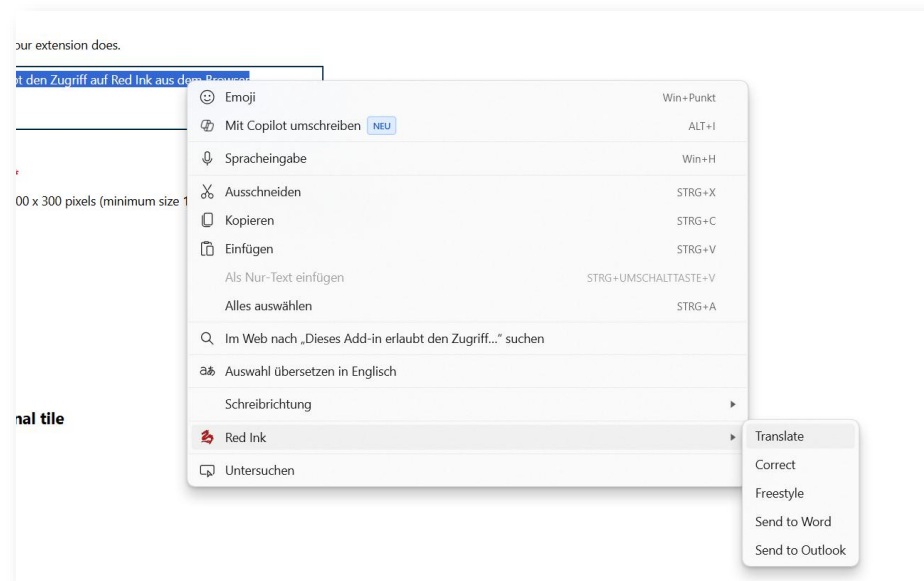 our extension does.
bt den Zugriff auf Red Ink aus dem Browser
*
00 x 300 pixels (minimum size 1
nal tile
Emoji Win+Punkt
Mit Copilot umschreiben NEU ALT+I
Spracheingabe Win+H
Ausschneiden STRG+X
Kopieren STRG+C
Einfügen STRG+V
Als Nur-Text einfügen STRG+UMSCHALTTASTE+V
Alles auswählen STRG+A
Im Web nach „Dieses Add-in erlaubt den Zugriff...“ suchen
Auswahl übersetzen in Englisch
Schreibrichtung
Red Ink
Untersuchen
Translate
Correct
Freestyle
Send to Word
Send to Outlook